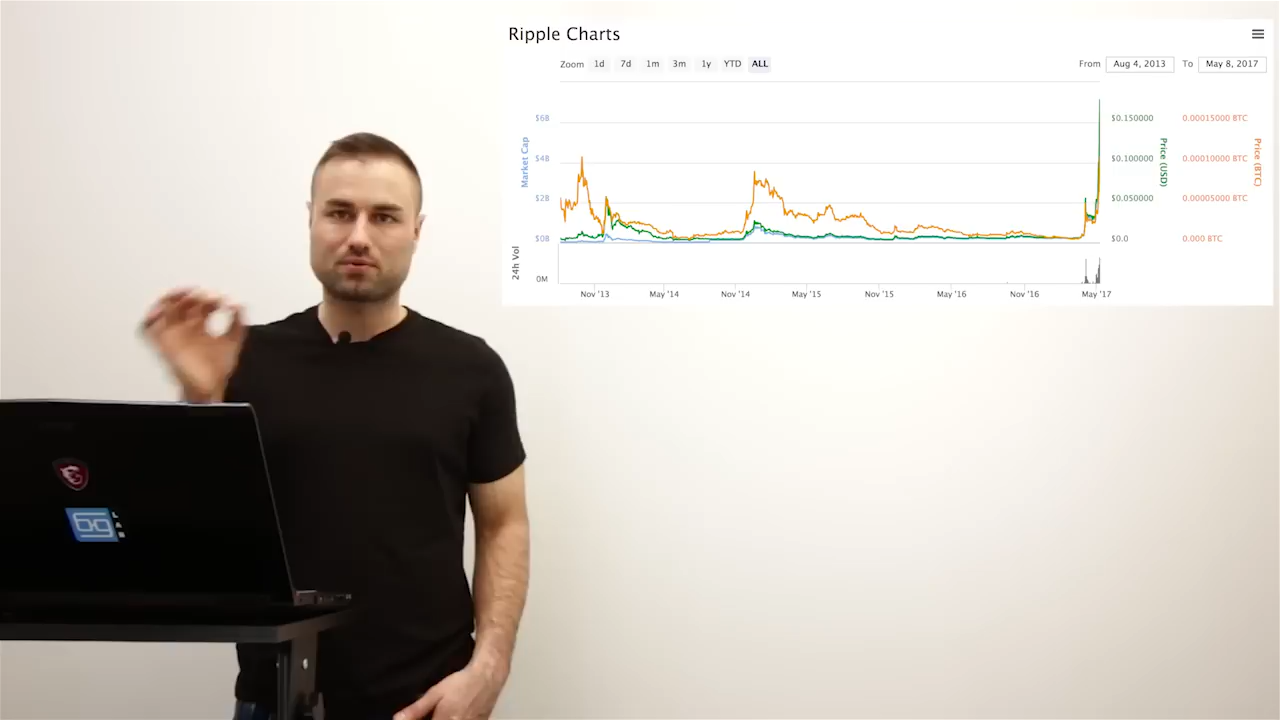 Ripple Charts
Zoom 1d 7d 1m 3m 1y YTD ALL
From Aug 4, 2013 To May 8, 2017
$6B
$4B
$2B
$0B
Market Cap
$0.150000
$0.100000
$0.050000
$0.0
Price (USD)
0.00015000 BTC
0.00010000 BTC
0.00005000 BTC
0.000 BTC
Price (BTC)
24h Vol
0M
Nov '13 May '14 Nov '14 May '15 Nov '15 May '16 Nov '16 May '17
LAB